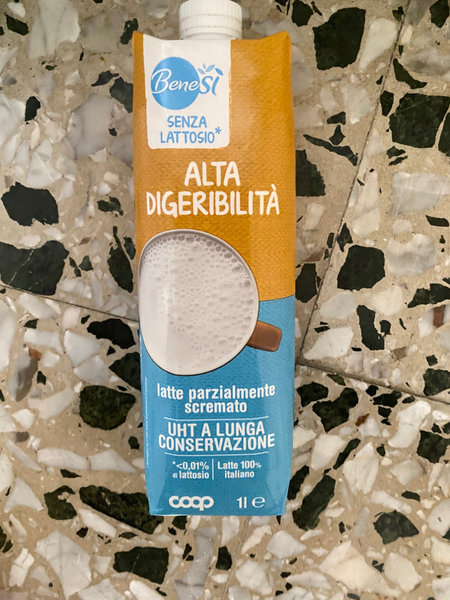 BeneSÌ
SENZA
LATTOSIO*
ALTA
DIGERIBILITÀ
latte parzialmente
scremato
UHT A LUNGA
CONSERVAZIONE
*<0,01%
di lattosio
Latte 100%
italiano
coop
1l e